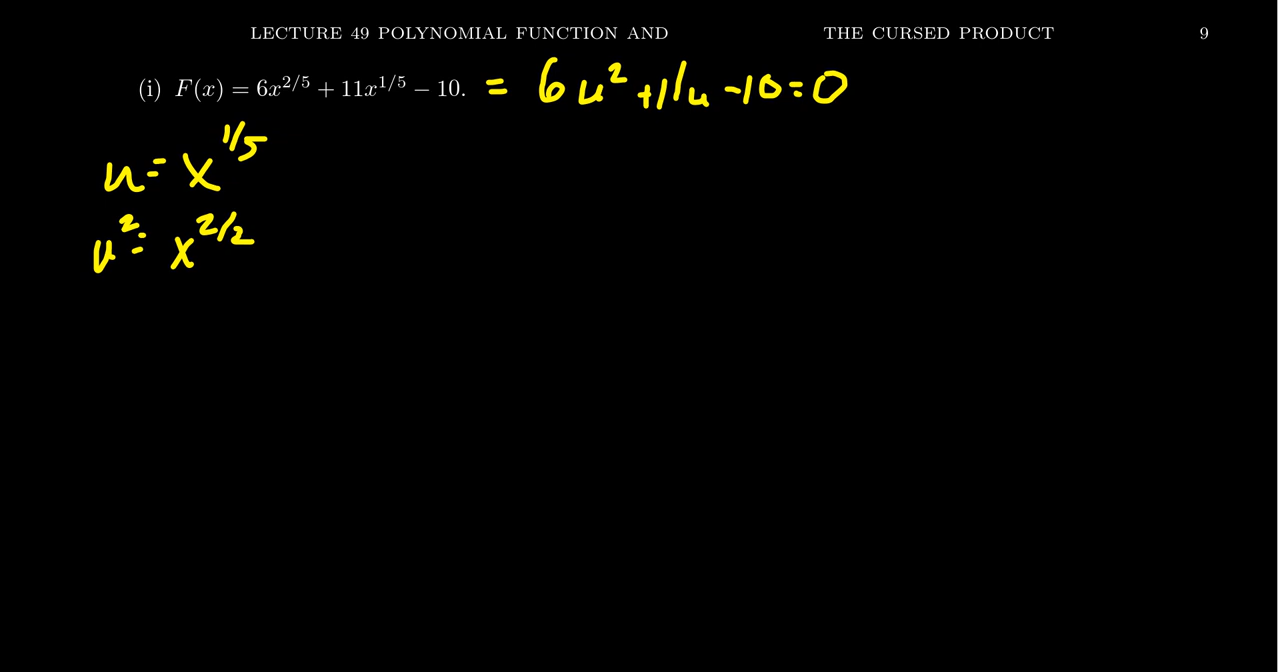 LECTURE 49 POLYNOMIAL FUNCTION AND THE CURSED PRODUCT 9
(i) F(x) = 6x^{2/5} + 11x^{1/5} − 10. = 6u² + 11u - 10 = 0
u = x^{1/5}
u² = x^{2/2}